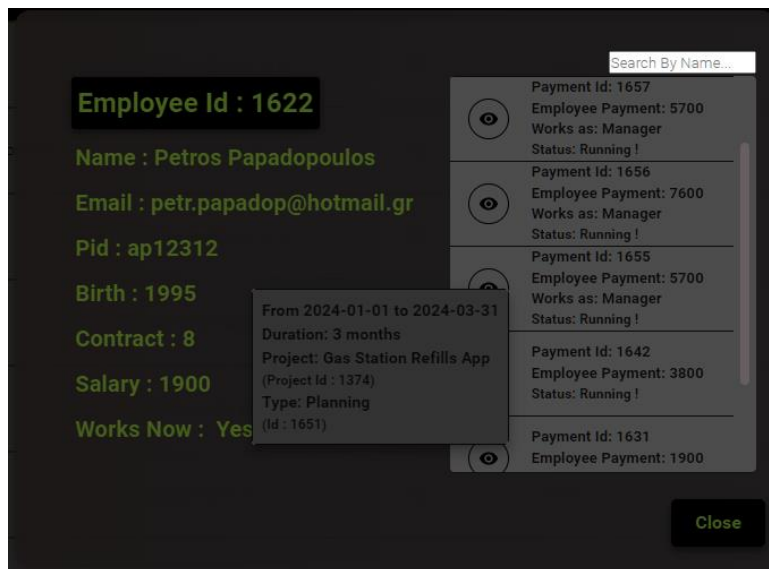 Search By Name...
Employee Id : 1622
Name : Petros Papadopoulos
Email : petr.papadop@hotmail.gr
Pid : ap12312
Birth : 1995
Contract : 8
Salary : 1900
Works Now : Yes
From 2024-01-01 to 2024-03-31
Duration: 3 months
Project: Gas Station Refills App
(Project Id : 1374)
Type: Planning
(Id : 1651)
Payment Id: 1657
Employee Payment: 5700
Works as: Manager
Status: Running !
Payment Id: 1656
Employee Payment: 7600
Works as: Manager
Status: Running !
Payment Id: 1655
Employee Payment: 5700
Works as: Manager
Status: Running !
Payment Id: 1642
Employee Payment: 3800
Status: Running !
Payment Id: 1631
Employee Payment: 1900
Close